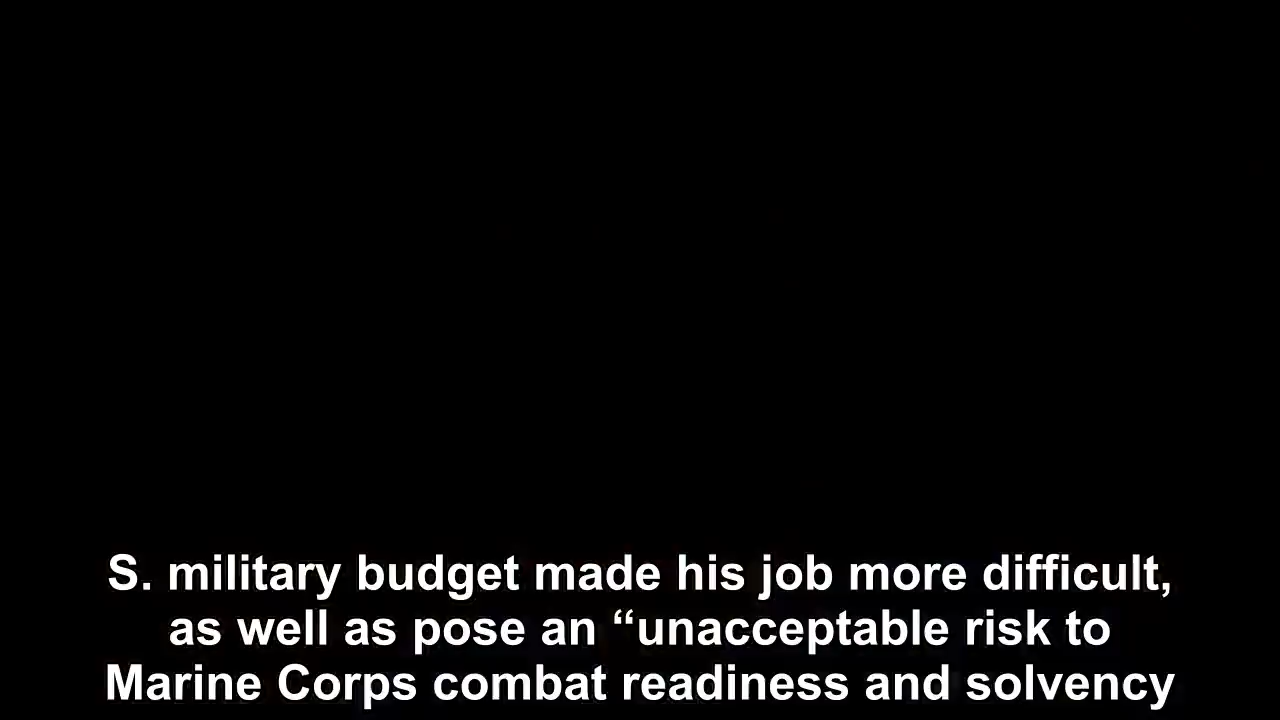 S. military budget made his job more difficult,
as well as pose an “unacceptable risk to
Marine Corps combat readiness and solvency